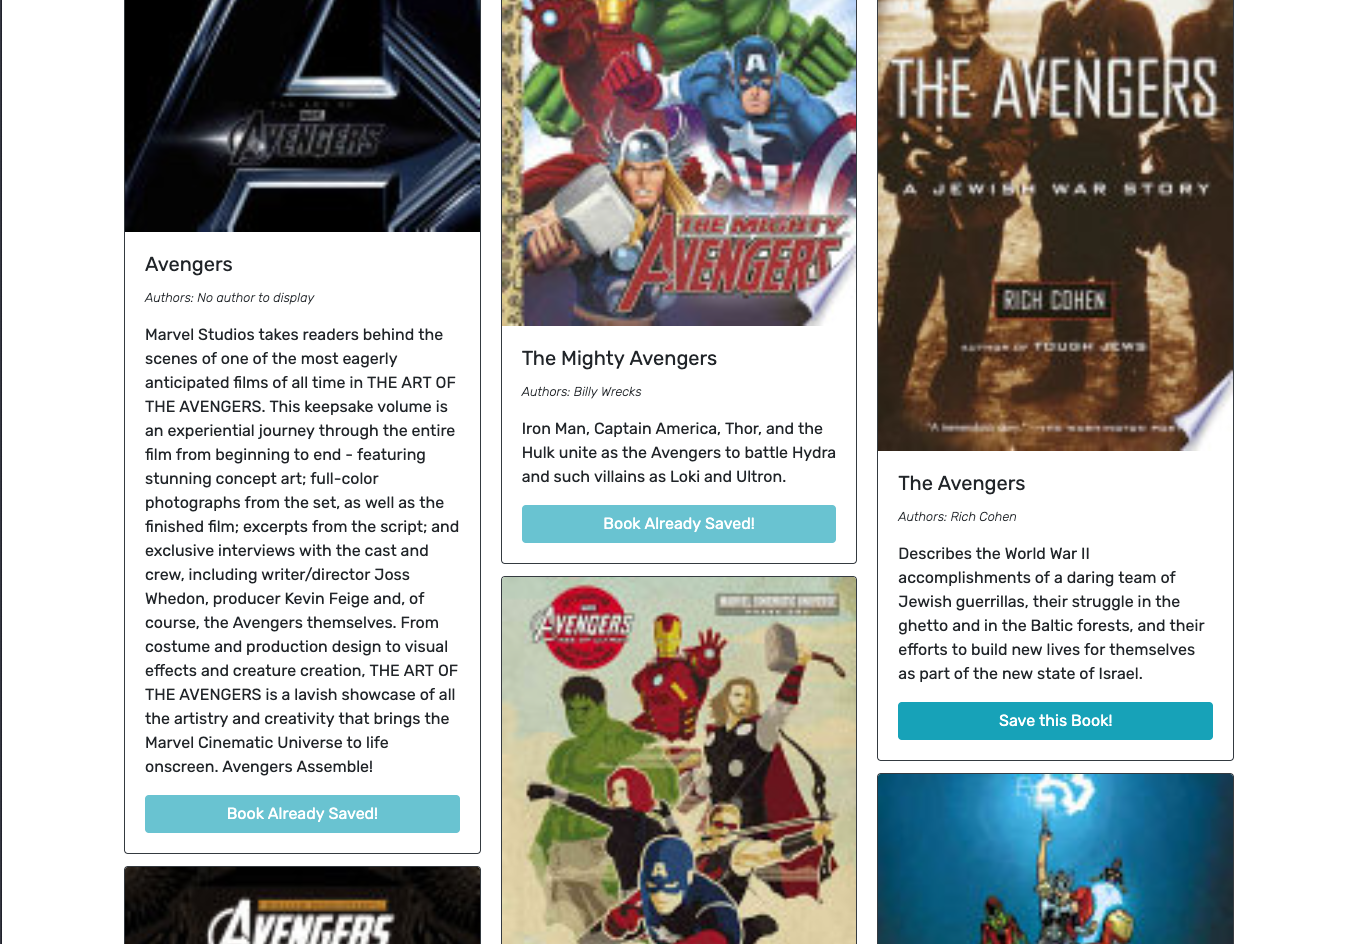 THE ART OF
MARVEL
AVENGERS
Avengers
Authors: No author to display
Marvel Studios takes readers behind the
scenes of one of the most eagerly
anticipated films of all time in THE ART OF
THE AVENGERS. This keepsake volume is
an experiential journey through the entire
film from beginning to end - featuring
stunning concept art; full-color
photographs from the set, as well as the
finished film; excerpts from the script; and
exclusive interviews with the cast and
crew, including writer/director Joss
Whedon, producer Kevin Feige and, of
course, the Avengers themselves. From
costume and production design to visual
effects and creature creation, THE ART OF
THE AVENGERS is a lavish showcase of all
the artistry and creativity that brings the
Marvel Cinematic Universe to life
onscreen. Avengers Assemble!
Book Already Saved!
AVENGERS
A
THE MIGHTY
AVENGERS
The Mighty Avengers
Authors: Billy Wrecks
Iron Man, Captain America, Thor, and the
Hulk unite as the Avengers to battle Hydra
and such villains as Loki and Ultron.
Book Already Saved!
AVENGERS
MARVEL CINEMATIC UNIVERSE
A
THE AVENGERS
A JEWISH WAR STORY
RICH COHEN
AUTHOR OF TOUGH JEWS
The Avengers
Authors: Rich Cohen
Describes the World War II
accomplishments of a daring team of
Jewish guerrillas, their struggle in the
ghetto and in the Baltic forests, and their
efforts to build new lives for themselves
as part of the new state of Israel.
Save this Book!